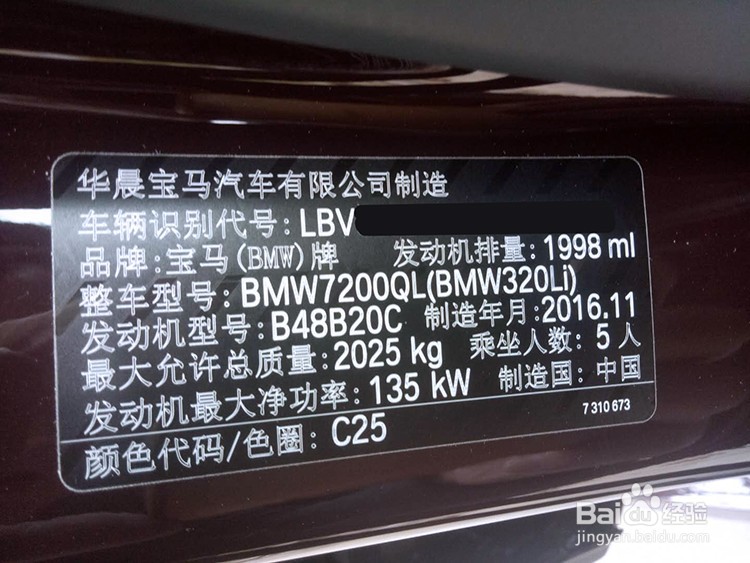 华晨宝马汽车有限公司制造
车辆识别代号: LBV
品牌: 宝马(BMW)牌 发动机排量: 1998 ml
整车型号: BMW7200QL(BMW320Li)
发动机型号: B48B20C 制造年月: 2016.11
最大允许总质量: 2025 kg 乘坐人数: 5 人
发动机最大净功率: 135 kW 制造国: 中国
7 310 673
颜色代码/色圈: C25
Baidu经验
jingyan.baidu.com